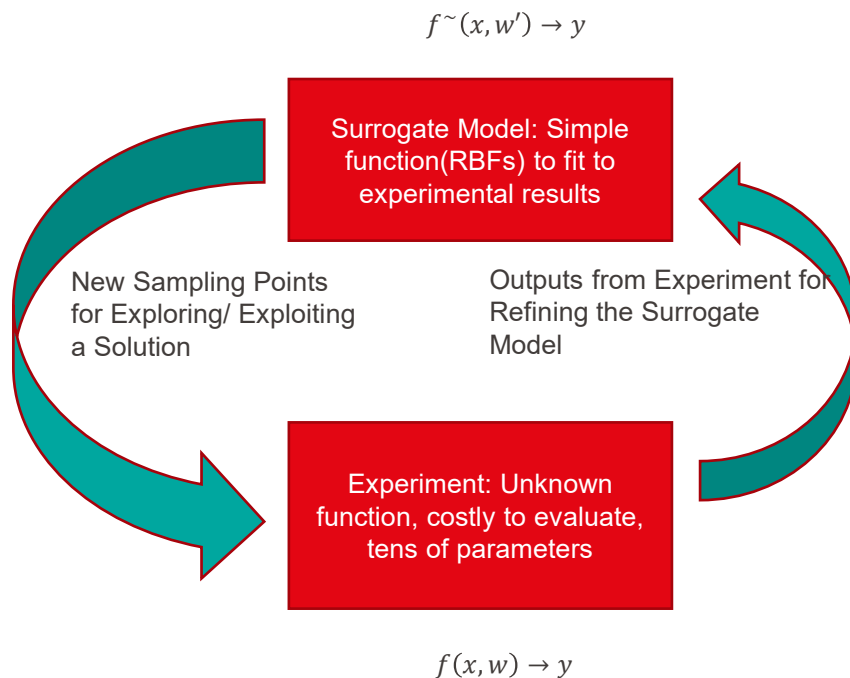 f~(x, w′) → y
Surrogate Model: Simple
function(RBFs) to fit to
experimental results
New Sampling Points
for Exploring/ Exploiting
a Solution
Outputs from Experiment for
Refining the Surrogate
Model
Experiment: Unknown
function, costly to evaluate,
tens of parameters
f(x, w) → y